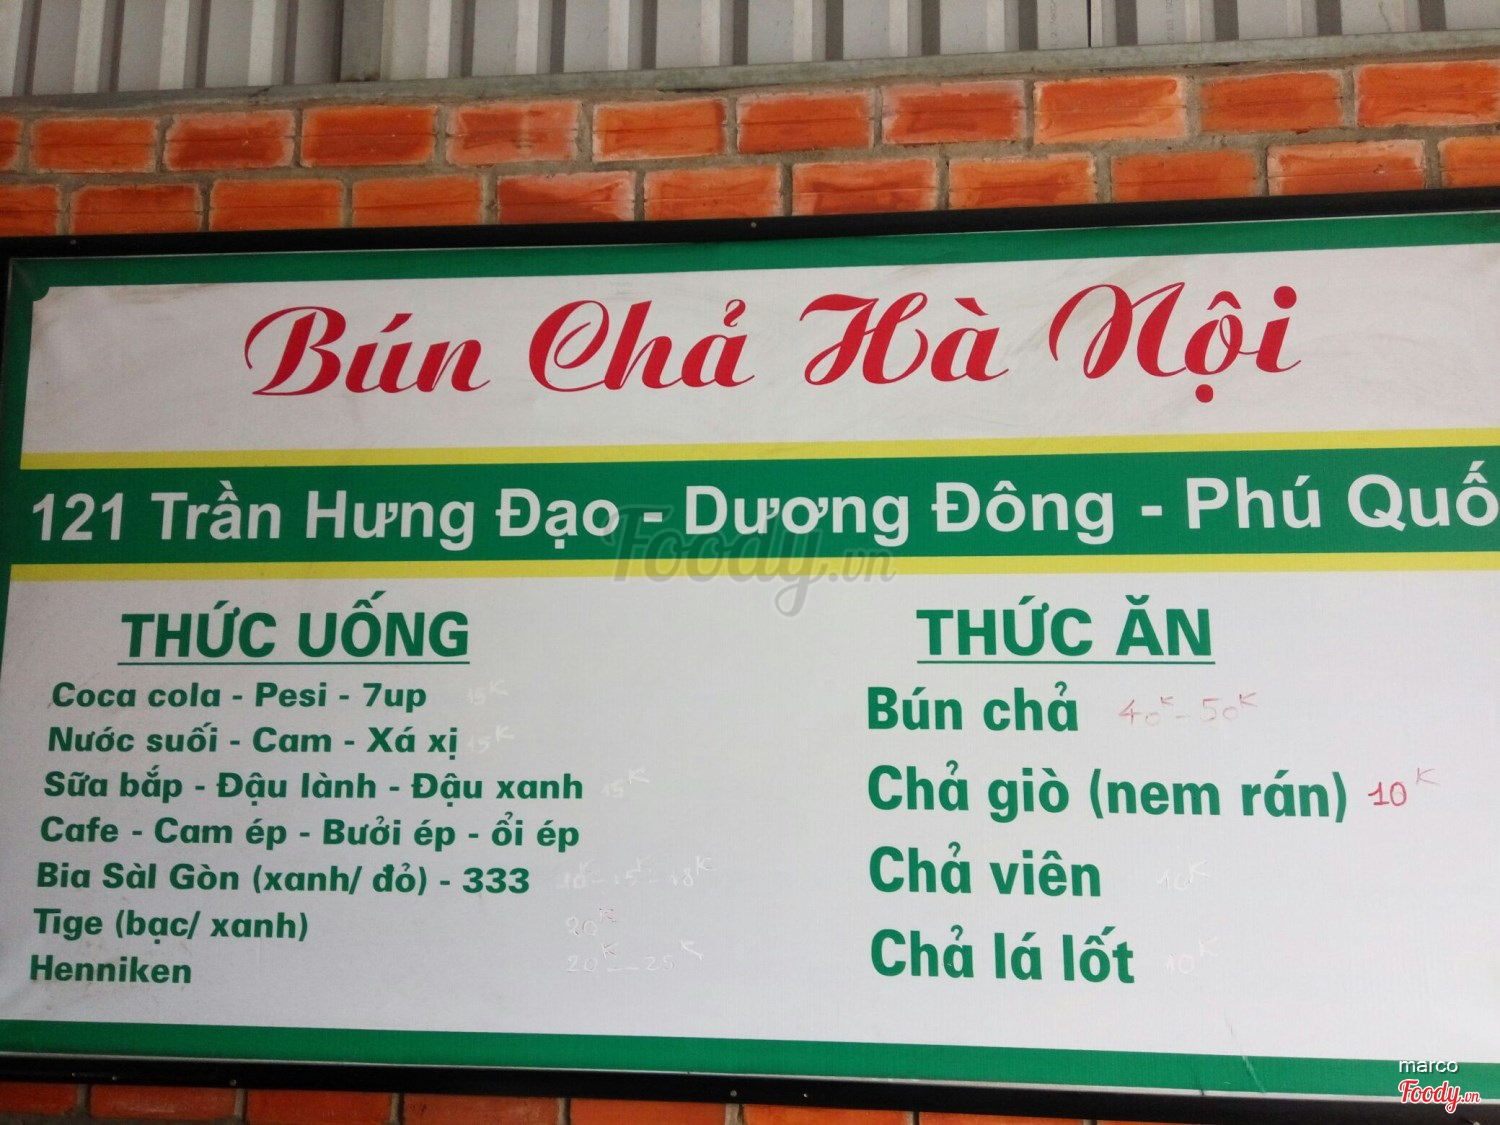 Bún Chả Hà Nội
121 Trần Hưng Đạo - Dương Đông - Phú Quố
Foody.vn
THỨC UỐNG
Coca cola - Pesi - 7up 15K
Nước suối - Cam - Xá xị 15K
Sữa bắp - Đậu lành - Đậu xanh 15K
Cafe - Cam ép - Bưởi ép - ổi ép
Bia Sàl Gòn (xanh/ đỏ) - 333
Tige (bạc/ xanh) 20K
Henniken 20K - 25K
THỨC ĂN
Bún chả 40K - 50K
Chả giò (nem rán) 10K
Chả viên 10K
Chả lá lốt 10K
marco
Foody.vn